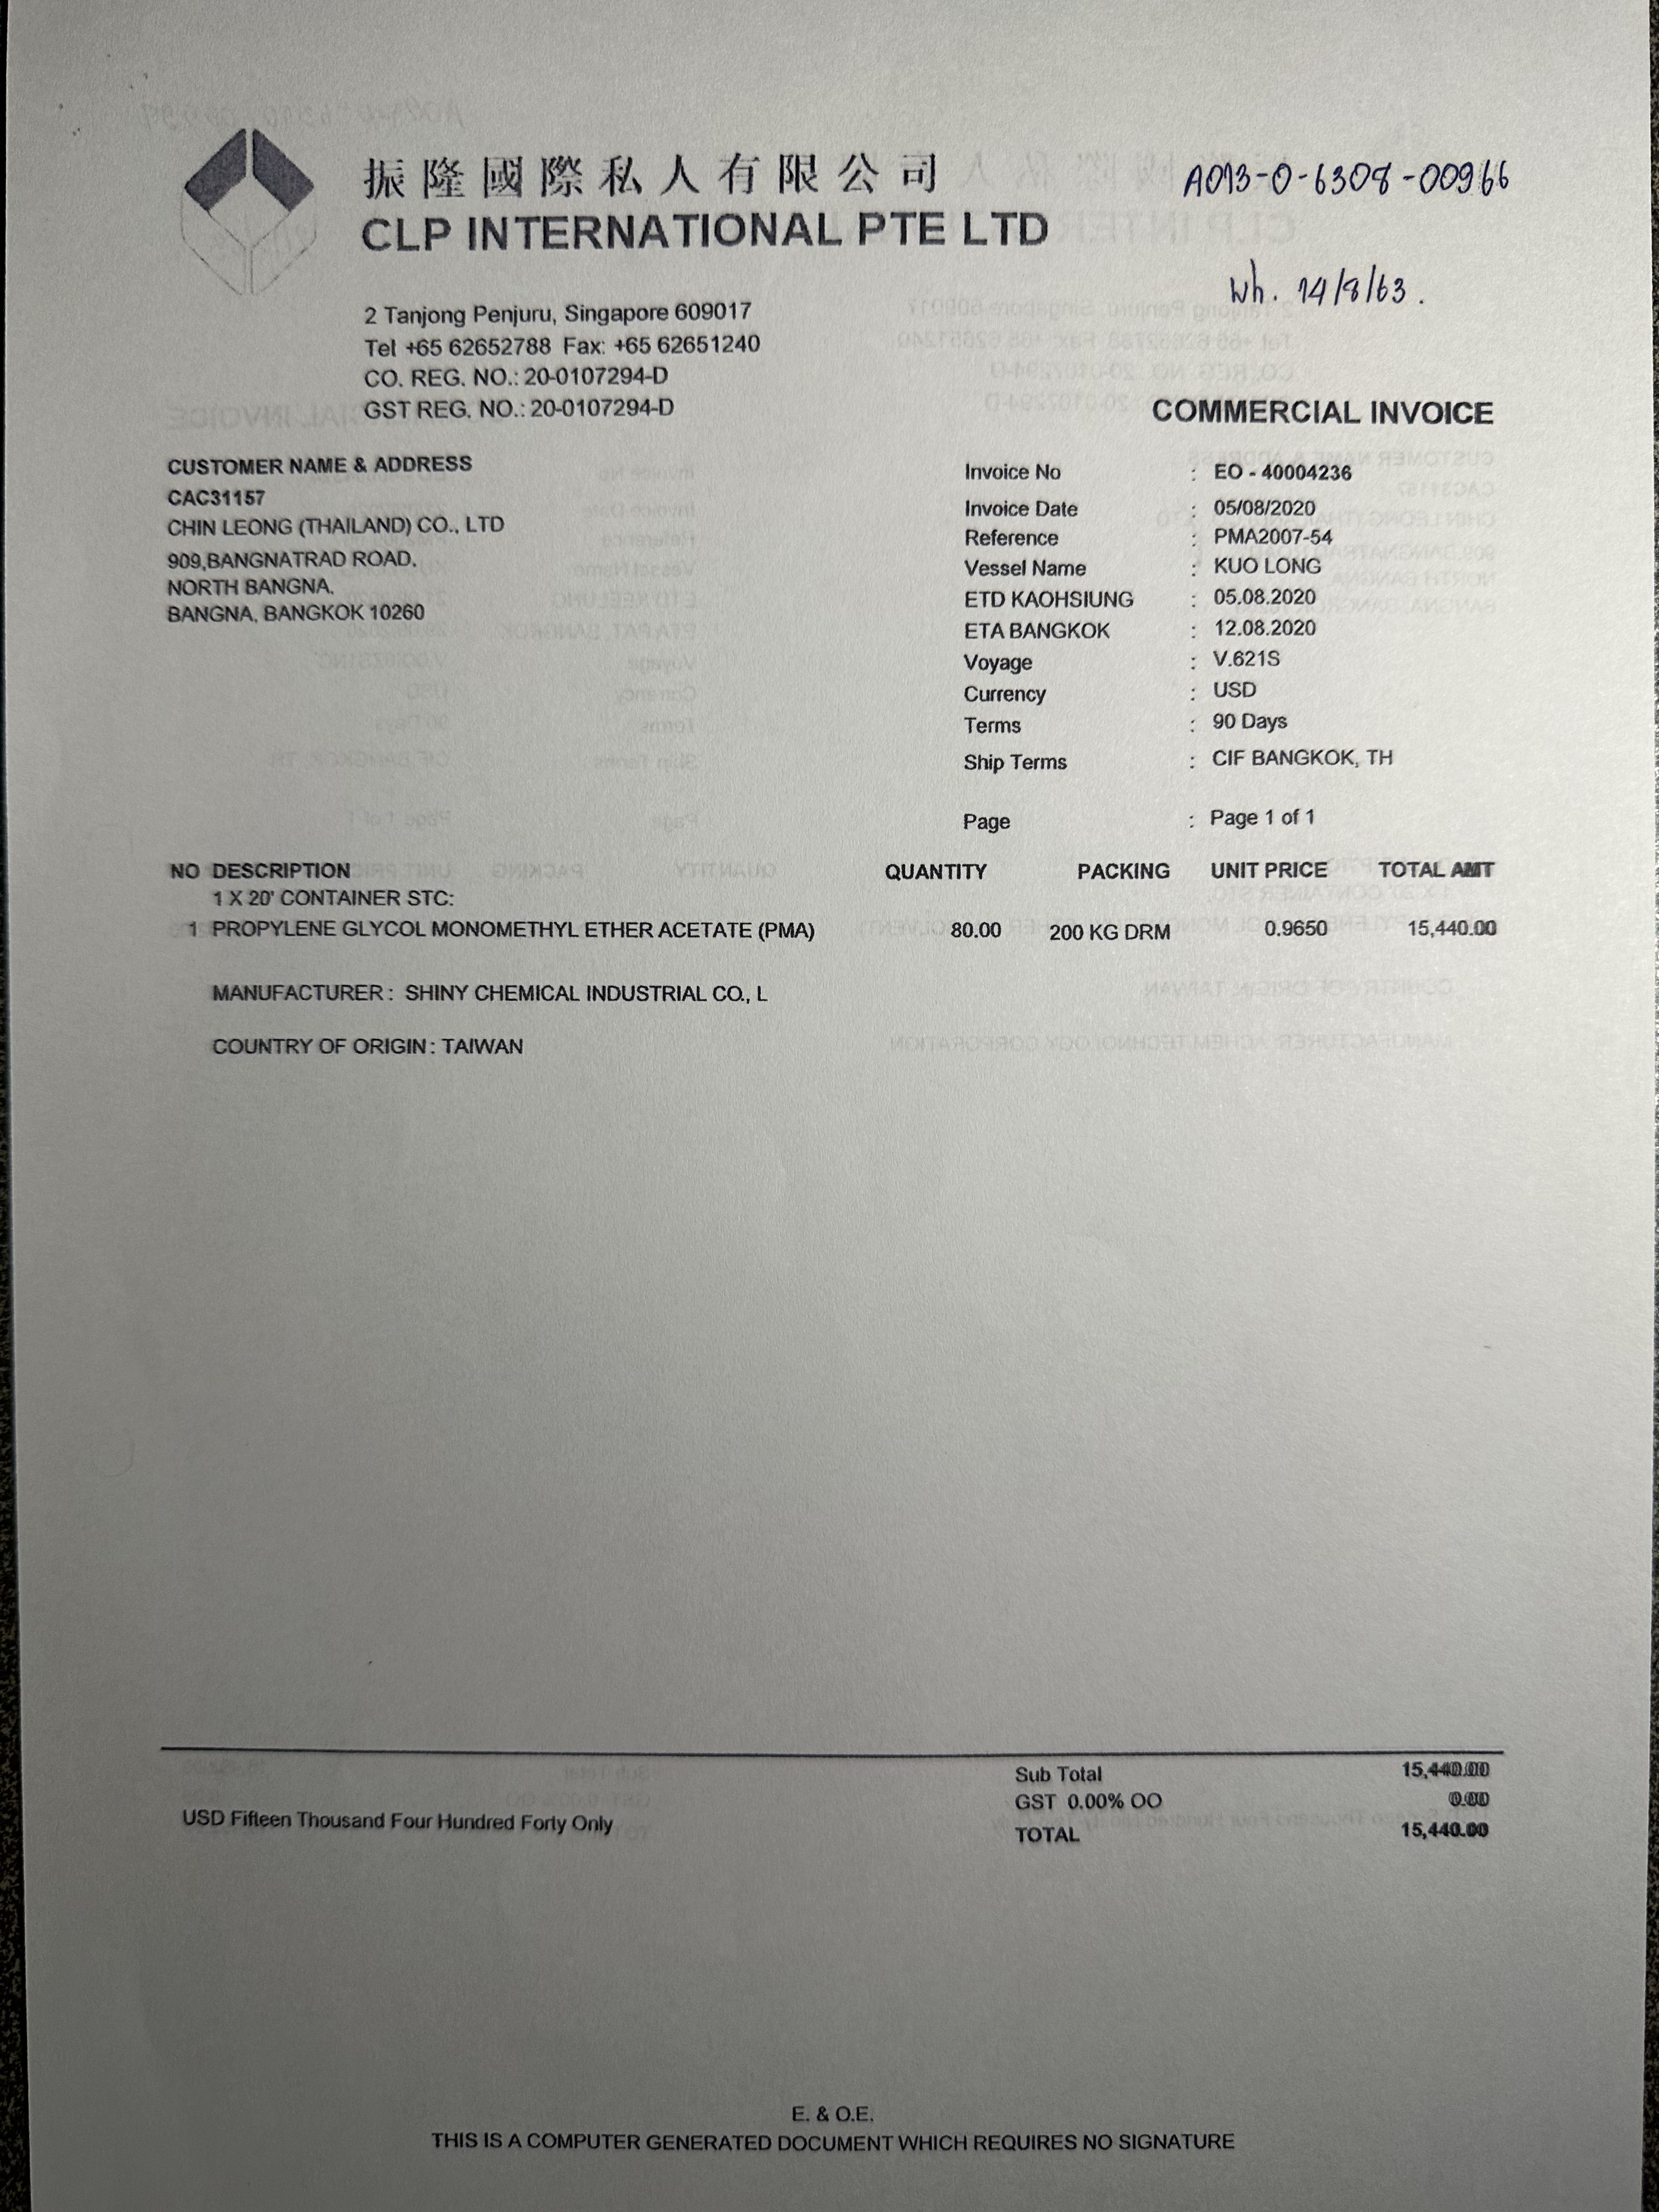 振隆國際私人有限公司
CLP INTERNATIONAL PTE LTD
A013-0-6308-00966
wh. 14/8/63.
2 Tanjong Penjuru, Singapore 609017
Tel +65 62652788 Fax: +65 62651240
CO. REG. NO.: 20-0107294-D
GST REG. NO.: 20-0107294-D
COMMERCIAL INVOICE
CUSTOMER NAME & ADDRESS
CAC31157
CHIN LEONG (THAILAND) CO., LTD
909,BANGNATRAD ROAD,
NORTH BANGNA,
BANGNA, BANGKOK 10260
Invoice No : EO - 40004236
Invoice Date : 05/08/2020
Reference : PMA2007-54
Vessel Name : KUO LONG
ETD KAOHSIUNG : 05.08.2020
ETA BANGKOK : 12.08.2020
Voyage : V.621S
Currency : USD
Terms : 90 Days
Ship Terms : CIF BANGKOK, TH
Page : Page 1 of 1
NO DESCRIPTION QUANTITY PACKING UNIT PRICE TOTAL AMT
1 X 20' CONTAINER STC:
1 PROPYLENE GLYCOL MONOMETHYL ETHER ACETATE (PMA) 80.00 200 KG DRM 0.9650 15,440.00
MANUFACTURER : SHINY CHEMICAL INDUSTRIAL CO., L
COUNTRY OF ORIGIN : TAIWAN
Sub Total 15,440.00
GST 0.00% OO 0.00
USD Fifteen Thousand Four Hundred Forty Only
TOTAL 15,440.00
E. & O.E.
THIS IS A COMPUTER GENERATED DOCUMENT WHICH REQUIRES NO SIGNATURE